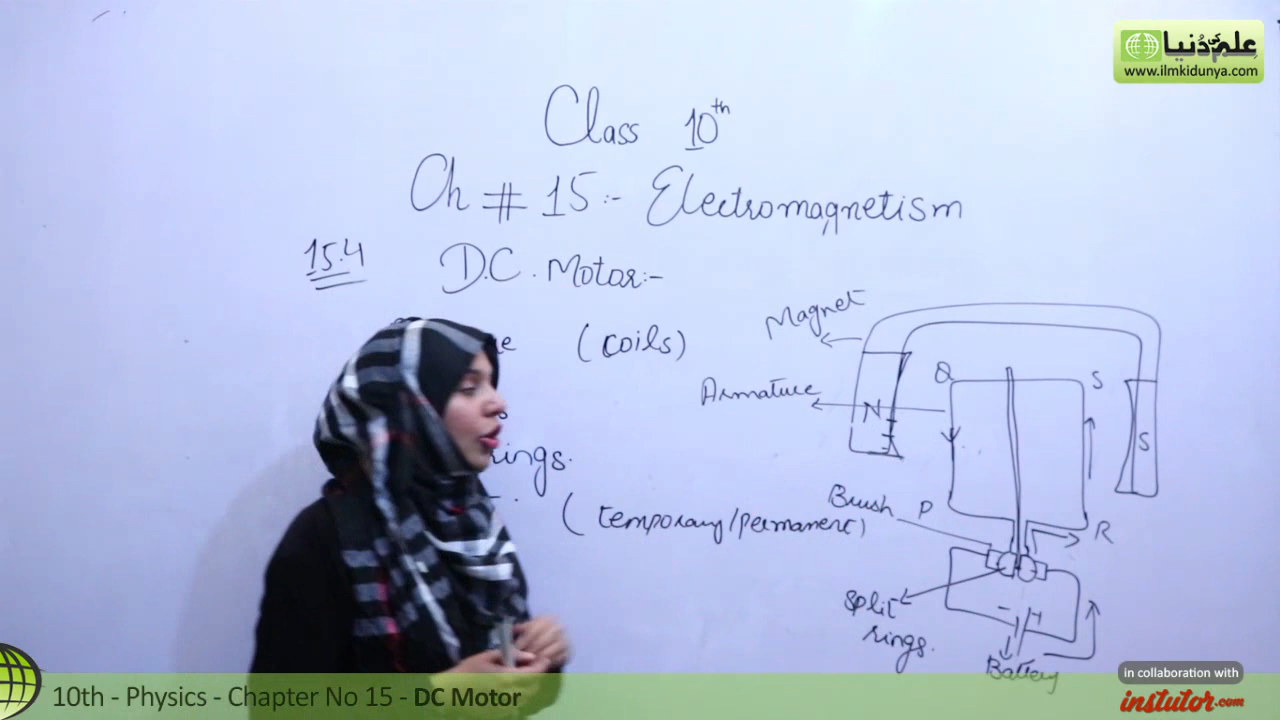 علم کی دُنیا
www.ilmkidunya.com
Class 10th
Ch # 15:- Electromagnetism
15.4 D.C. Motor:-
(coils)
rings.
(temporary/permanent)
Magnet
Armature
N
Q
S
S
Brush
P
R
Split
rings.
Battery
10th - Physics - Chapter No 15 - DC Motor
in collaboration with
instutor.com